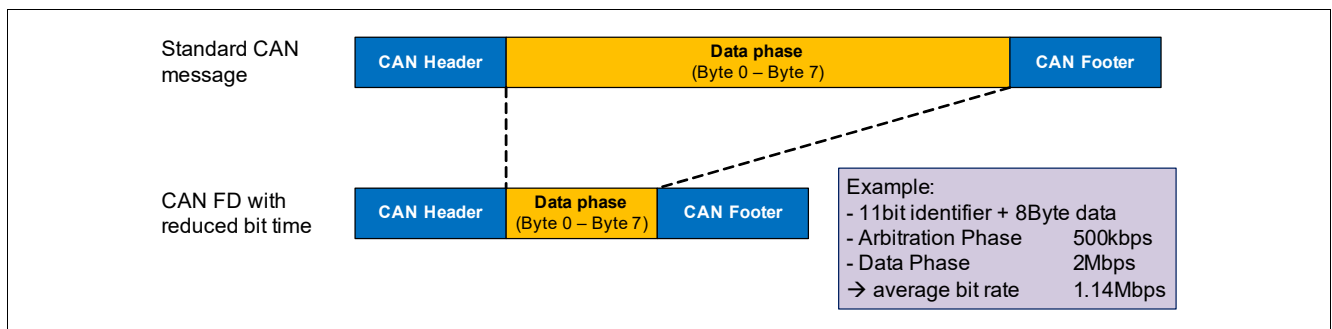 Standard CAN
message
CAN Header
Data phase
(Byte 0 – Byte 7)
CAN Footer
CAN FD with
reduced bit time
CAN Header
Data phase
(Byte 0 – Byte 7)
CAN Footer
Example:
- 11bit identifier + 8Byte data
- Arbitration Phase 500kbps
- Data Phase 2Mbps
→ average bit rate 1.14Mbps